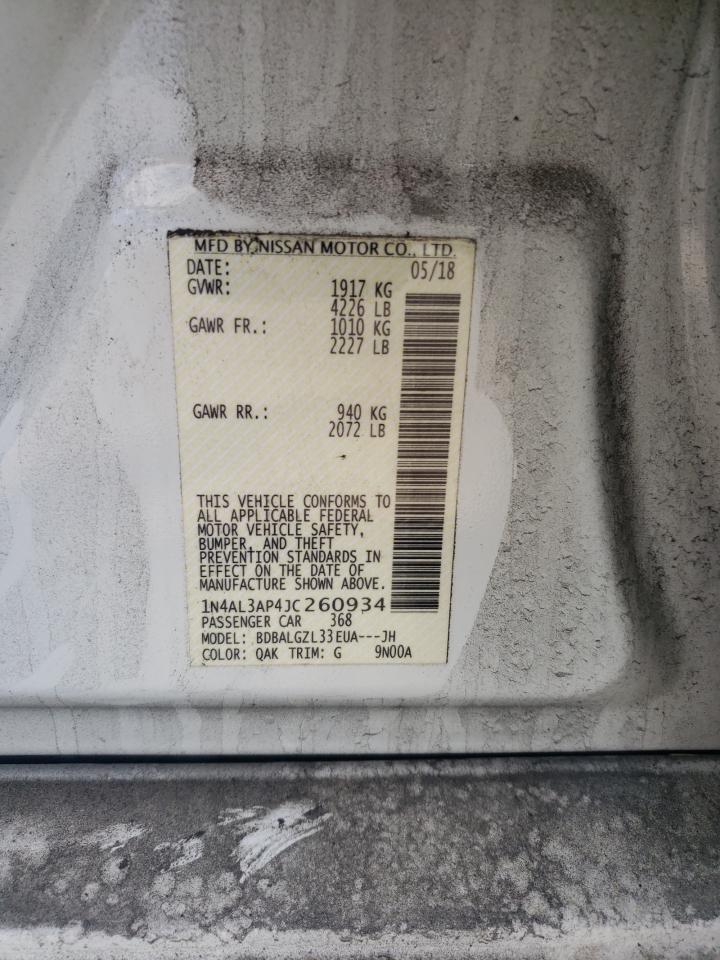 MFD BY NISSAN MOTOR CO., LTD.
DATE: 05/18
GVWR: 1917 KG
4226 LB
GAWR FR.: 1010 KG
2227 LB
GAWR RR.: 940 KG
2072 LB
THIS VEHICLE CONFORMS TO
ALL APPLICABLE FEDERAL
MOTOR VEHICLE SAFETY,
BUMPER, AND THEFT
PREVENTION STANDARDS IN
EFFECT ON THE DATE OF
MANUFACTURE SHOWN ABOVE.
1N4AL3AP4JC260934
PASSENGER CAR 368
MODEL: BDBALGZL33EUA---JH
COLOR: QAK TRIM: G 9N00A